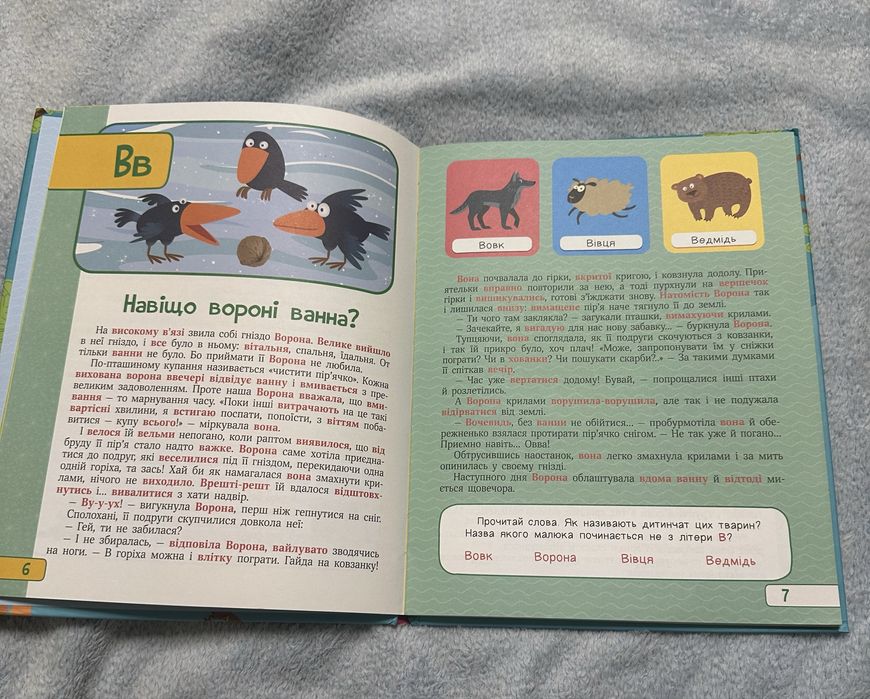 Вв
Навіщо вороні ванна?
На високому в'язі звила собі гніздо Ворона. Велике вийшло
в неї гніздо, і все було в ньому: вітальня, спальня, їдальня. От
тільки ванни не було. Бо приймати її Ворона не любила.
По-пташиному купання називається «чистити пір'ячко». Кожна
вихована ворона ввечері відвідує ванну і вмивається з пре-
великим задоволенням. Проте наша Ворона вважала, що вми-
вання — то марнування часу. «Поки інші витрачають на це такі
вартісні хвилини, я встигаю поспати, попоїсти, з віттям поба-
витися — купу всього!» — міркувала вона.
І велося їй вельми непогано, коли раптом виявилося, що від
бруду її пір'я стало надто важке. Ворона саме хотіла приєдна-
тися до подруг, які веселилися під її гніздом, перекидаючи одна
одній горіха, та зась! Хай би як намагалася вона змахнути кри-
лами, нічого не виходило. Врешті-решт їй вдалося відштовх-
нутись і... вивалитися з хати надвір.
— Ву-у-ух! — вигукнула Ворона, перш ніж гепнутися на сніг.
Сполохані, її подруги скупчилися довкола неї:
— Гей, ти не забилася?
— І не збиралась, — відповіла Ворона, вайлувато зводячись
на ноги. — В горіха можна і влітку пограти. Гайда на ковзанку!
6
Вовк
Вівця
Ведмідь
Вона почвалала до гірки, вкритої кригою, і ковзнула додолу. При-
ятельки вправно повторили за нею, а тоді пурхнули на вершечок
гірки і вишикувались, готові з'їжджати знову. Натомість Ворона так
і лишилася внизу: вимащене пір'я наче тягнуло її до землі.
— Ти чого там заклякла? — загукали пташки, вимахуючи крилами.
— Зачекайте, я вигадую для нас нову забавку... — буркнула Ворона.
Тупцяючи, вона споглядала, як її подруги скочуються з ковзанки,
і так їй прикро було, хоч плач! «Може, запропонувати їм у сніжки
пограти? Чи в хованки? Чи пошукати скарби?..» — За такими думками
її спіткав вечір.
— Час уже вертатися додому! Бувай, — попрощалися інші птахи
й розлетілись.
А Ворона крилами ворушила-ворушила, але так і не подужала
відірватися від землі.
— Вочевидь, без ванни не обійтися... — пробурмотіла вона й обе-
режненько взялася протирати пір'ячко снігом. — Не так уже й погано...
Приємно навіть... Овва!
Обтрусившись наостанок, вона легко змахнула крилами і за мить
опинилась у своєму гнізді.
Наступного дня Ворона облаштувала вдома ванну й відтоді ми-
ється щовечора.
Прочитай слова. Як називають дитинчат цих тварин?
Назва якого малюка починається не з літери В?
Вовк Ворона Вівця Ведмідь
7